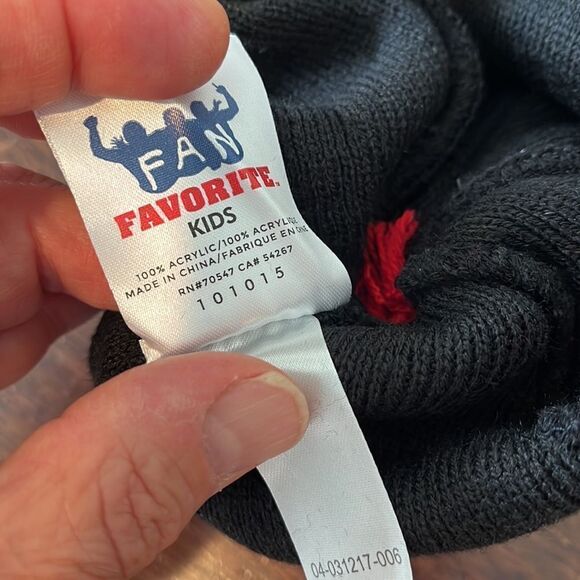 FAN
FAVORITE.
KIDS
100% ACRYLIC/100% ACRYLIQUE
MADE IN CHINA/FABRIQUE EN CHINE
RN#70547 CA# 54267
101015
04-031217-006